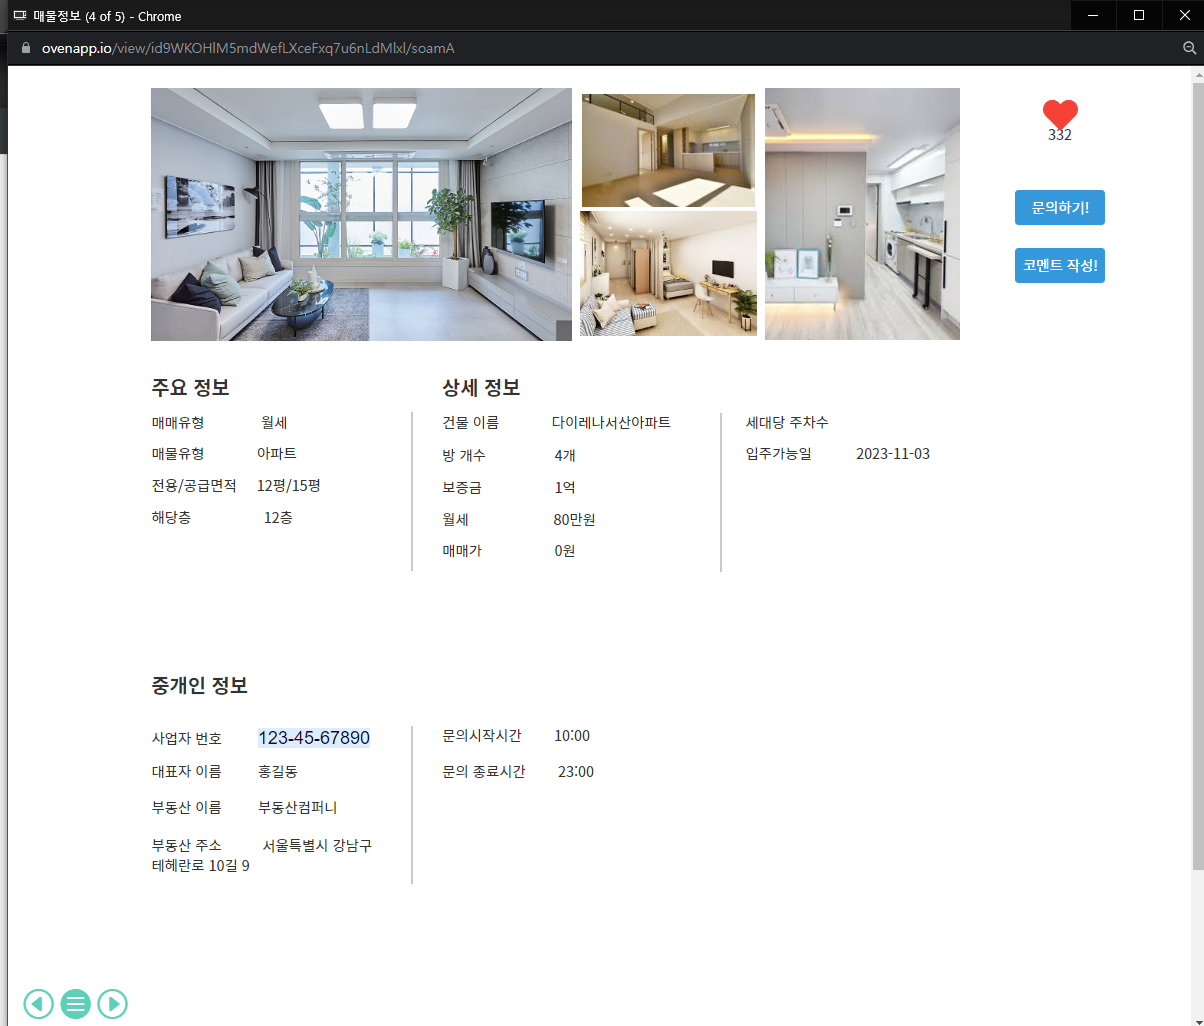 매물정보 (4 of 5) - Chrome
ovenapp.io/view/id9WKOHlM5mdWefLXceFxq7u6nLdMlxl/soamA
332
문의하기!
코멘트 작성!
주요 정보
매매유형 월세
매물유형 아파트
전용/공급면적 12평/15평
해당층 12층
상세 정보
건물 이름 다이레나서산아파트
방 개수 4개
보증금 1억
월세 80만원
매매가 0원
세대당 주차수
입주가능일 2023-11-03
중개인 정보
사업자 번호 123-45-67890
대표자 이름 홍길동
부동산 이름 부동산컴퍼니
부동산 주소 서울특별시 강남구
테헤란로 10길 9
문의시작시간 10:00
문의 종료시간 23:00